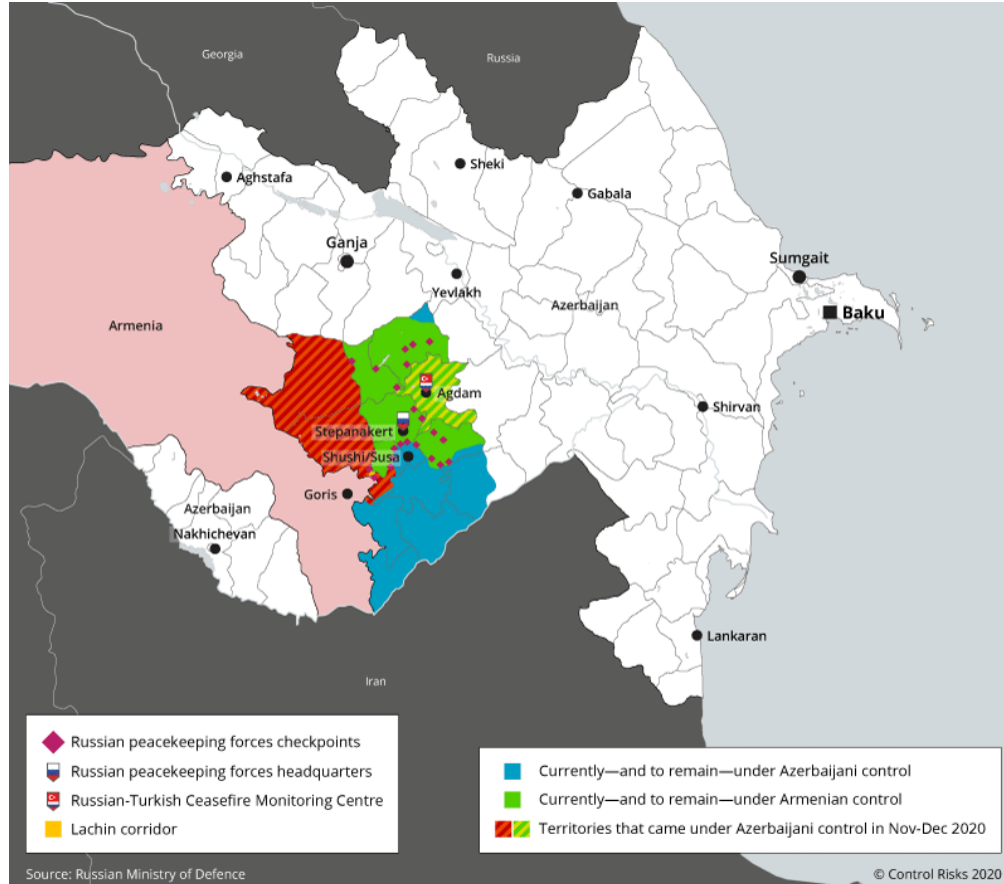 Georgia
Russia
Sheki
Aghstafa
Gabala
Ganja
Sumgait
Yevlakh
Azerbaijan
Baku
Armenia
Agdam
Shirvan
Stepanakert
Shushi/Susa
Goris
Azerbaijan
Nakhichevan
Lankaran
Iran
Russian peacekeeping forces checkpoints
Russian peacekeeping forces headquarters
Russian-Turkish Ceasefire Monitoring Centre
Lachin corridor
Currently—and to remain—under Azerbaijani control
Currently—and to remain—under Armenian control
Territories that came under Azerbaijani control in Nov-Dec 2020
Source: Russian Ministry of Defence
© Control Risks 2020